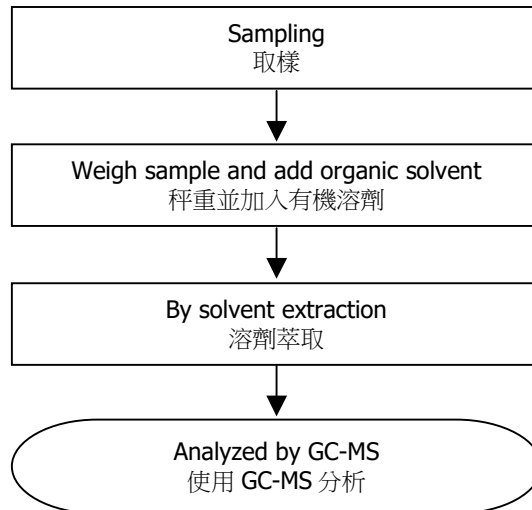 Sampling
取樣
Weigh sample and add organic solvent
秤重並加入有機溶劑
By solvent extraction
溶劑萃取
Analyzed by GC-MS
使用 GC-MS 分析